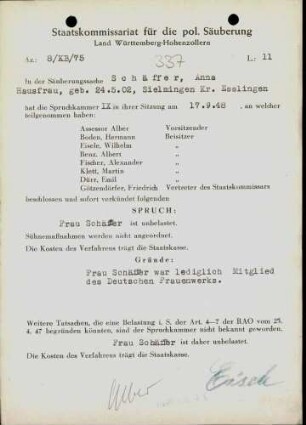 Staatskommissariat für die pol. Säuberung
Land Württemberg-Hohenzollern
Az: 8/XB/75
337
L: 11
In der Säuberungssache Schäffer, Anna
Hausfrau, geb. 24.5.02, Sielmingen Kr. Esslingen
hat die Spruchkammer IX in ihrer Sitzung am 17.9.48, an welcher
teilgenommen haben:
Assessor Alber Vorsitzender
Boden, Hermann Beisitzer
Eisele, Wilhelm "
Benz, Albert "
Fischer, Alexander "
Klett, Martin "
Dürr, Emil "
Götzendörfer, Friedrich Vertreter des Staatskommissars
beschlossen und sofort verkündet folgenden
SPRUCH:
Frau Schäffer ist unbelastet.
Sühnemaßnahmen werden nicht angeordnet.
Die Kosten des Verfahrens trägt die Staatskasse.
Gründe:
Frau Schäffer war lediglich Mitglied
des Deutschen Frauenwerks.
Weitere Tatsachen, die eine Belastung i. S. der Art. 4—7 der RAO vom 25.
4. 47 begründen könnten, sind der Spruchkammer nicht bekannt geworden.
Frau Schäffer ist daher unbelastet.
Die Kosten des Verfahrens trägt die Staatskasse.
Alber